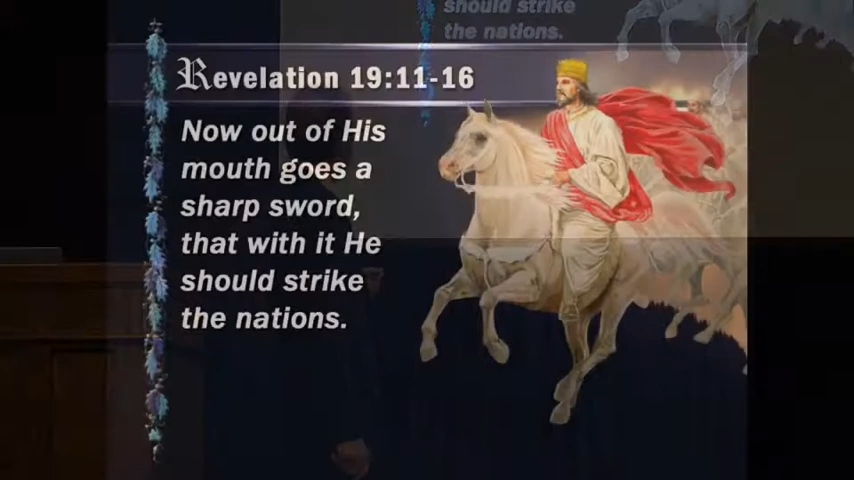 should strike
the nations.
Revelation 19:11-16
Now out of His
mouth goes a
sharp sword,
that with it He
should strike
the nations.